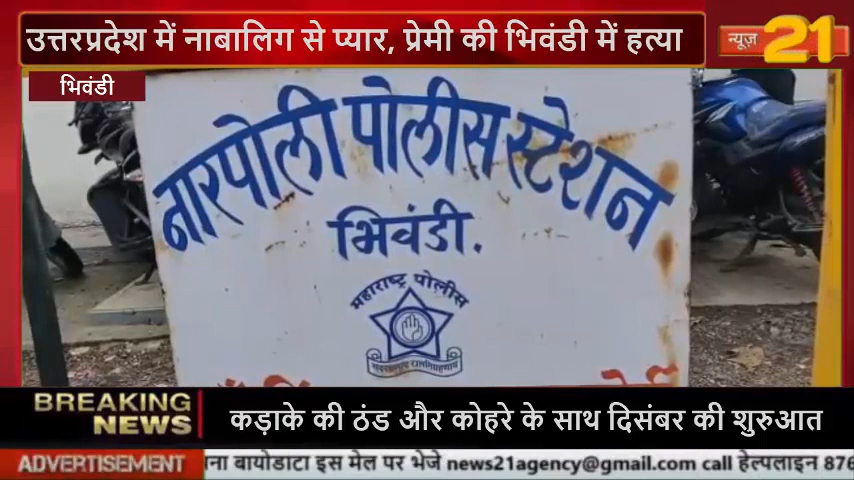 उत्तरप्रदेश में नाबालिग से प्यार, प्रेमी की भिवंडी में हत्या
न्यूज़ 21
भिवंडी
नारपोली पोलीस स्टेशन
भिवंडी.
महाराष्ट्र पोलीस
BREAKING NEWS
कड़ाके की ठंड और कोहरे के साथ दिसंबर की शुरुआत
ADVERTISEMENT
ना बायोडाटा इस मेल पर भेजे news21agency@gmail.com call हेल्पलाइन 876